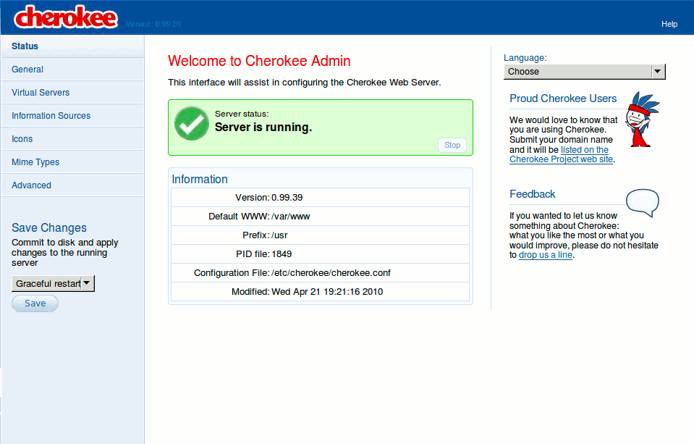 cherokee Version: 0.99.39
Help
Status
General
Virtual Servers
Information Sources
Icons
Mime Types
Advanced
Save Changes
Commit to disk and apply
changes to the running
server
Graceful restart
Save
Welcome to Cherokee Admin
This interface will assist in configuring the Cherokee Web Server.
Server status:
Server is running.
Stop
Information
Version: 0.99.39
Default WWW: /var/www
Prefix: /usr
PID file: 1849
Configuration File: /etc/cherokee/cherokee.conf
Modified: Wed Apr 21 19:21:16 2010
Language:
Choose
Proud Cherokee Users
We would love to know that
you are using Cherokee.
Submit your domain name
and it will be listed on the
Cherokee Project web site.
Feedback
If you wanted to let us know
something about Cherokee:
what you like the most or what you
would improve, please do not hesitate
to drop us a line.